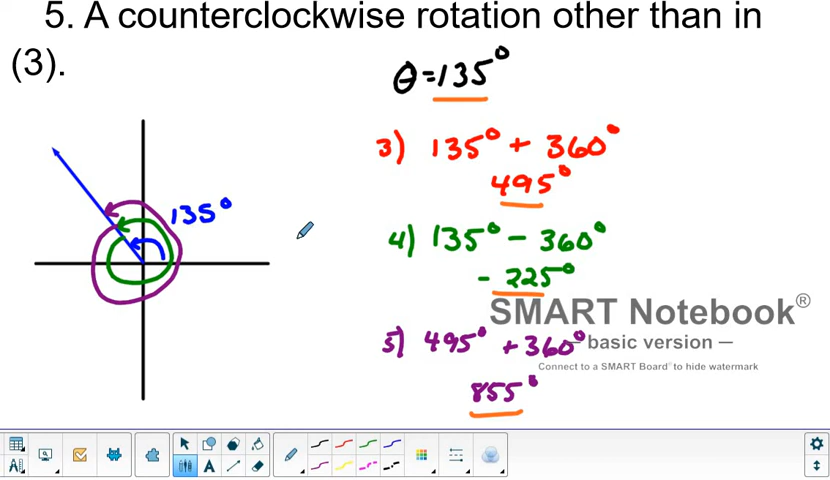 5. A counterclockwise rotation other than in
(3).
θ = 135°
3) 135° + 360°
495°
135°
4) 135° - 360°
- 225°
SMART Notebook®
5) 495° + 360°
— basic version —
Connect to a SMART Board™ to hide watermark
855°
A
A